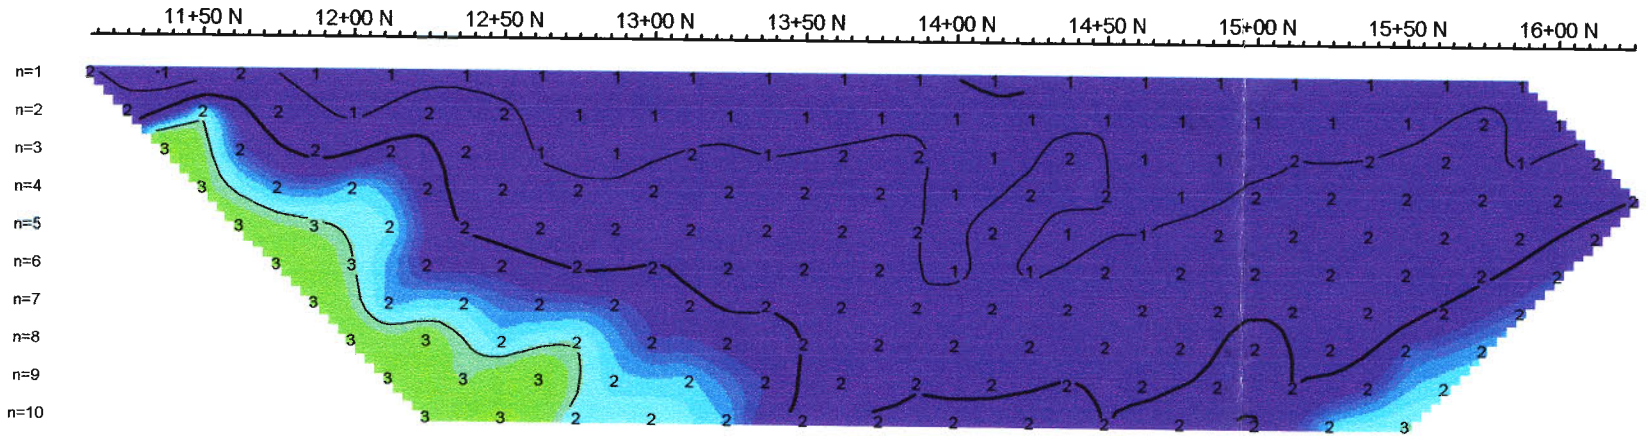 11+50 N 12+00 N 12+50 N 13+00 N 13+50 N 14+00 N 14+50 N 15+00 N 15+50 N 16+00 N
n=1 2 -1 2 1 1 1 1 1 1 1 1 1 1 1 1 1 1 1 1 1
n=2 2 2 2 1 2 2 1 1 1 1 1 1 1 1 1 1 1 1 2 1
n=3 3 2 2 2 2 1 1 2 1 2 2 1 2 1 1 2 2 2 1 2
n=4 3 2 2 2 2 2 2 2 2 2 1 2 2 1 2 2 2 2 2 2
n=5 3 3 2 2 2 2 2 2 2 2 2 1 1 2 2 2 2 2 2
n=6 3 3 2 2 2 2 2 2 2 1 1 2 2 2 2 2 2 2
n=7 3 2 2 2 2 2 2 2 2 2 2 2 2 2 2 2 2
n=8 3 3 2 2 2 2 2 2 2 2 2 2 2 2 2 2
n=9 3 3 3 2 2 2 2 2 2 2 2 2 2 2 2
n=10 3 3 2 2 2 2 2 2 2 2 2 2 2 3